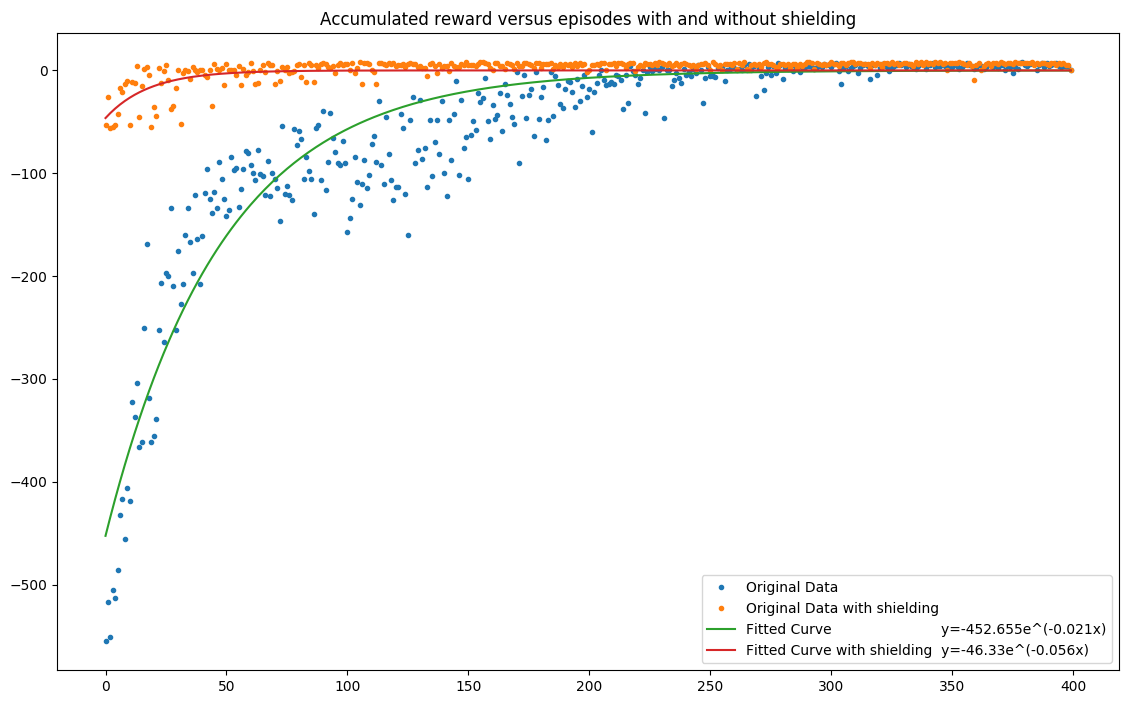 Accumulated reward versus episodes with and without shielding
0
−100
−200
−300
−400
−500
0 50 100 150 200 250 300 350 400
Original Data
Original Data with shielding
Fitted Curve y=-452.655e^(-0.021x)
Fitted Curve with shielding y=-46.33e^(-0.056x)